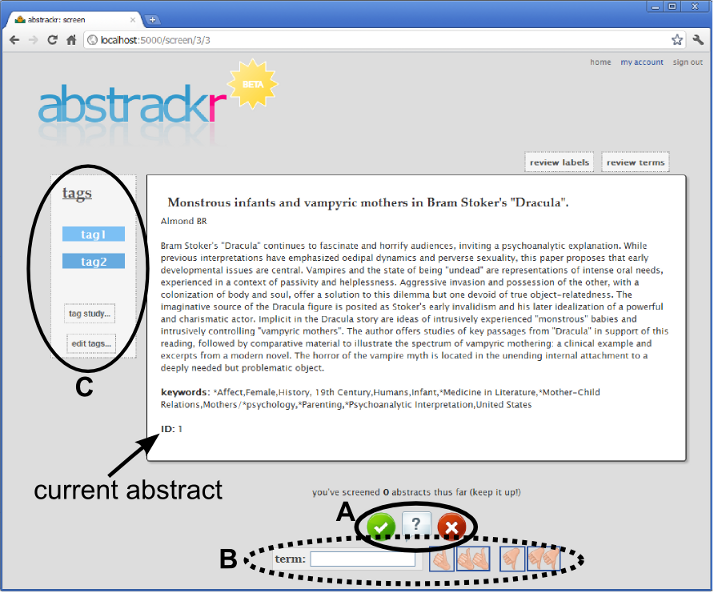 abstrackr: screen
localhost:5000/screen/3/3
home my account sign out
abstrackr
BETA
review labels review terms
tags
tag1
tag2
tag study...
edit tags...
C
Monstrous infants and vampyric mothers in Bram Stoker's "Dracula".
Almond BR
Bram Stoker's "Dracula" continues to fascinate and horrify audiences, inviting a psychoanalytic explanation. While
previous interpretations have emphasized oedipal dynamics and perverse sexuality, this paper proposes that early
developmental issues are central. Vampires and the state of being "undead" are representations of intense oral needs,
experienced in a context of passivity and helplessness. Aggressive invasion and possession of the other, with a
colonization of body and soul, offer a solution to this dilemma but one devoid of true object-relatedness. The
imaginative source of the Dracula figure is posited as Stoker's early invalidism and his later idealization of a powerful
and charismatic actor. Implicit in the Dracula story are ideas of intrusively experienced "monstrous" babies and
intrusively controlling "vampyric mothers". The author offers studies of key passages from "Dracula" in support of this
reading, followed by comparative material to illustrate the spectrum of vampyric mothering: a clinical example and
excerpts from a modern novel. The horror of the vampire myth is located in the unending internal attachment to a
deeply needed but problematic object.
keywords: *Affect,Female,History, 19th Century,Humans,Infant,*Medicine in Literature,*Mother-Child
Relations,Mothers/*psychology,*Parenting,*Psychoanalytic Interpretation,United States
ID: 1
current abstract
you've screened 0 abstracts thus far (keep it up!)
A
?
B
term: